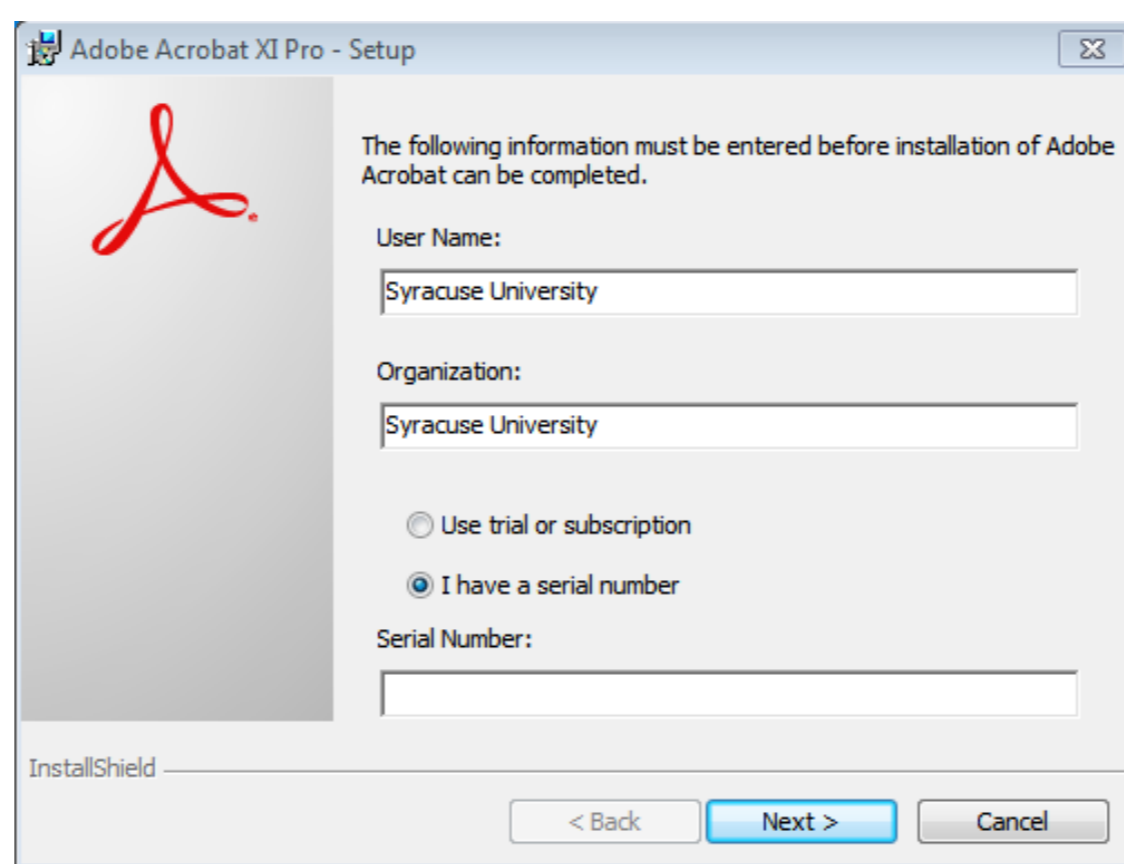 Adobe Acrobat XI Pro - Setup
The following information must be entered before installation of Adobe
Acrobat can be completed.
User Name:
Syracuse University
Organization:
Syracuse University
Use trial or subscription
I have a serial number
Serial Number:
InstallShield
< Back Next > Cancel